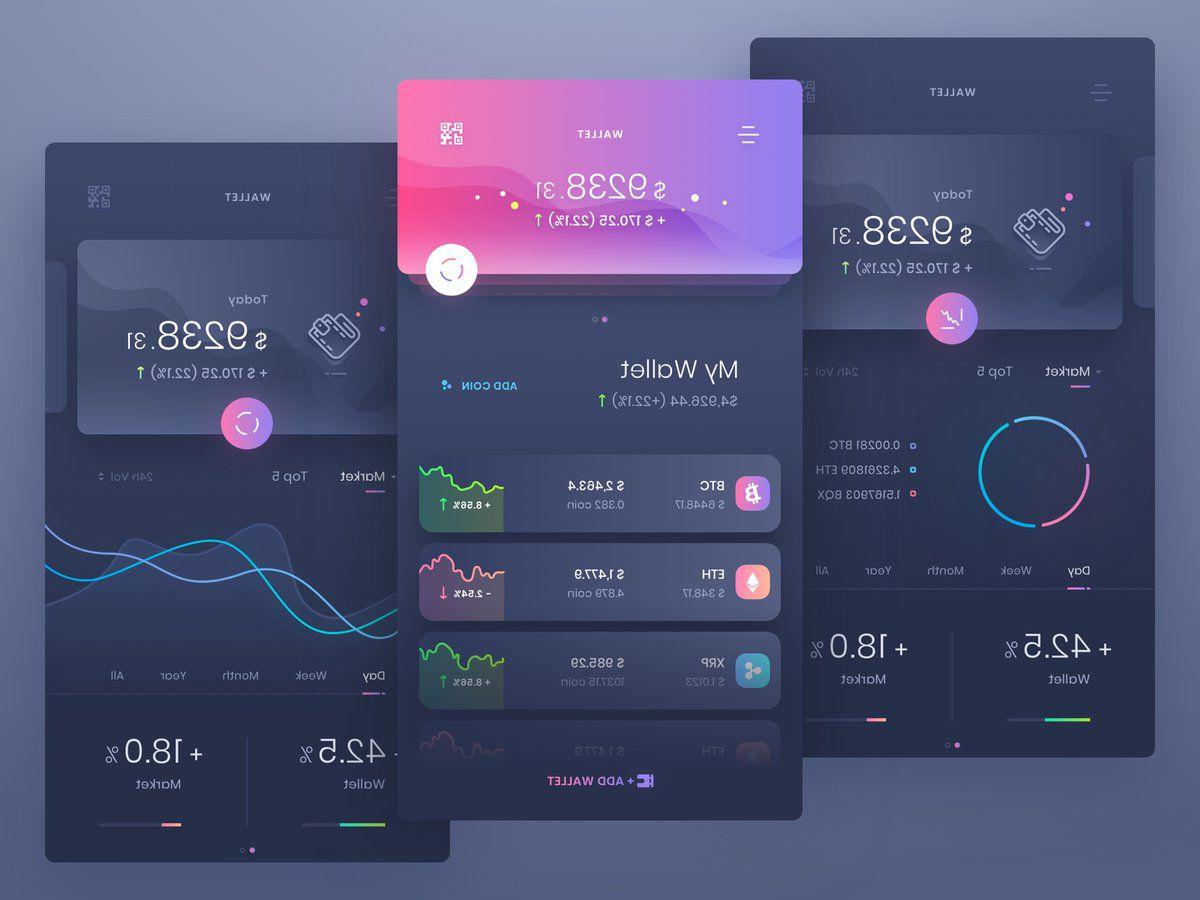 WALLET
Today
$ 9238.31
+ $ 170.25 (22.1%) ↑
Market Top 5 24h Vol
0.00281 BTC
4.3261809 ETH
1.5167903 BQX
Day Week Month Year All
+ 42.5 % + 18.0 %
Wallet Market
WALLET
$ 9238.31
+ $ 170.25 (22.1%) ↑
My Wallet
$4,926.44 (+22.1%) ↑
ADD COIN
BTC $ 2,463.4
$ 6448.17 0.382 coin
+ 8.56% ↑
ETH $ 1,477.9
$ 348.17 4.879 coin
- 2.54% ↓
XRP $ 985.29
$ 1.0123 1037.15 coin
+ 8.56% ↑
ETH $ 1,477.9
+ ADD WALLET
WALLET
Today
$ 9238.31
+ $ 170.25 (22.1%) ↑
Market Top 5 24h Vol
Day Week Month Year All
42.5 % + 18.0 %
Wallet Market